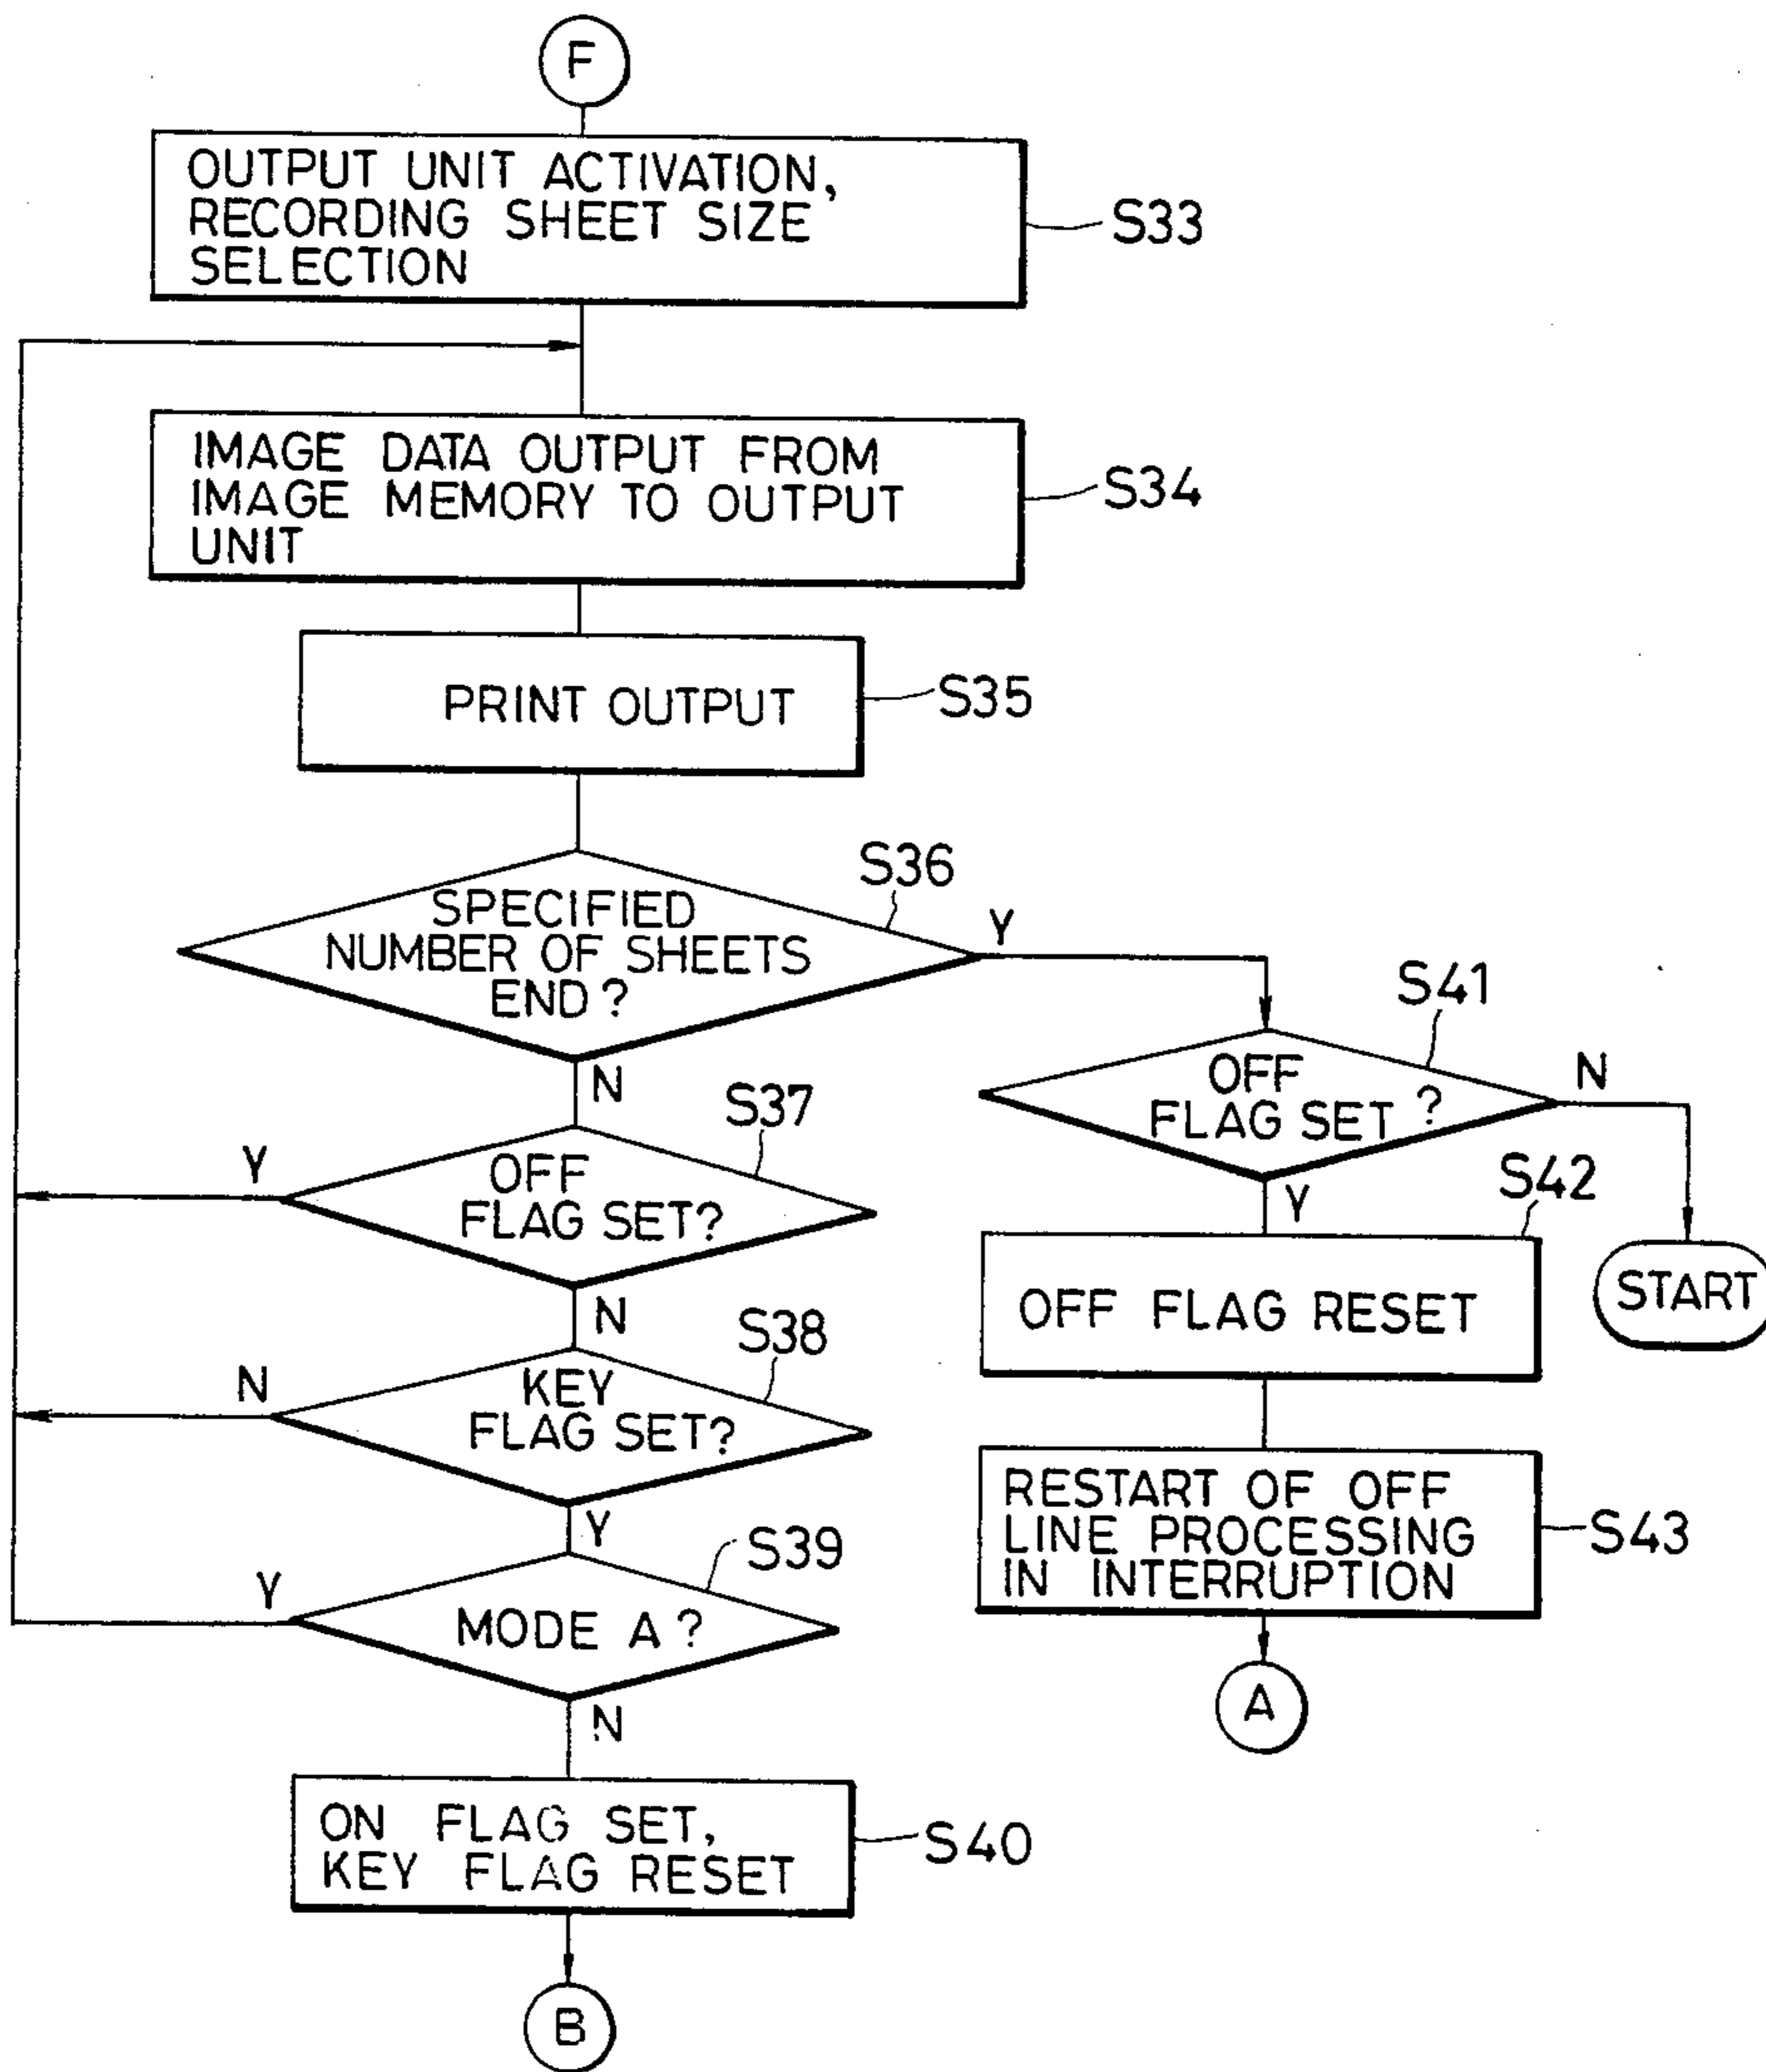 F
OUTPUT UNIT ACTIVATION,
RECORDING SHEET SIZE
SELECTION
S33
IMAGE DATA OUTPUT FROM
IMAGE MEMORY TO OUTPUT
UNIT
S34
PRINT OUTPUT
S35
SPECIFIED
NUMBER OF SHEETS
END?
S36
Y
N
OFF
FLAG SET?
S37
Y
N
KEY
FLAG SET?
S38
N
Y
MODE A?
S39
Y
N
ON FLAG SET,
KEY FLAG RESET
S40
B
S41
OFF
FLAG SET?
N
Y
START
S42
OFF FLAG RESET
RESTART OF OFF
LINE PROCESSING
IN INTERRUPTION
S43
A